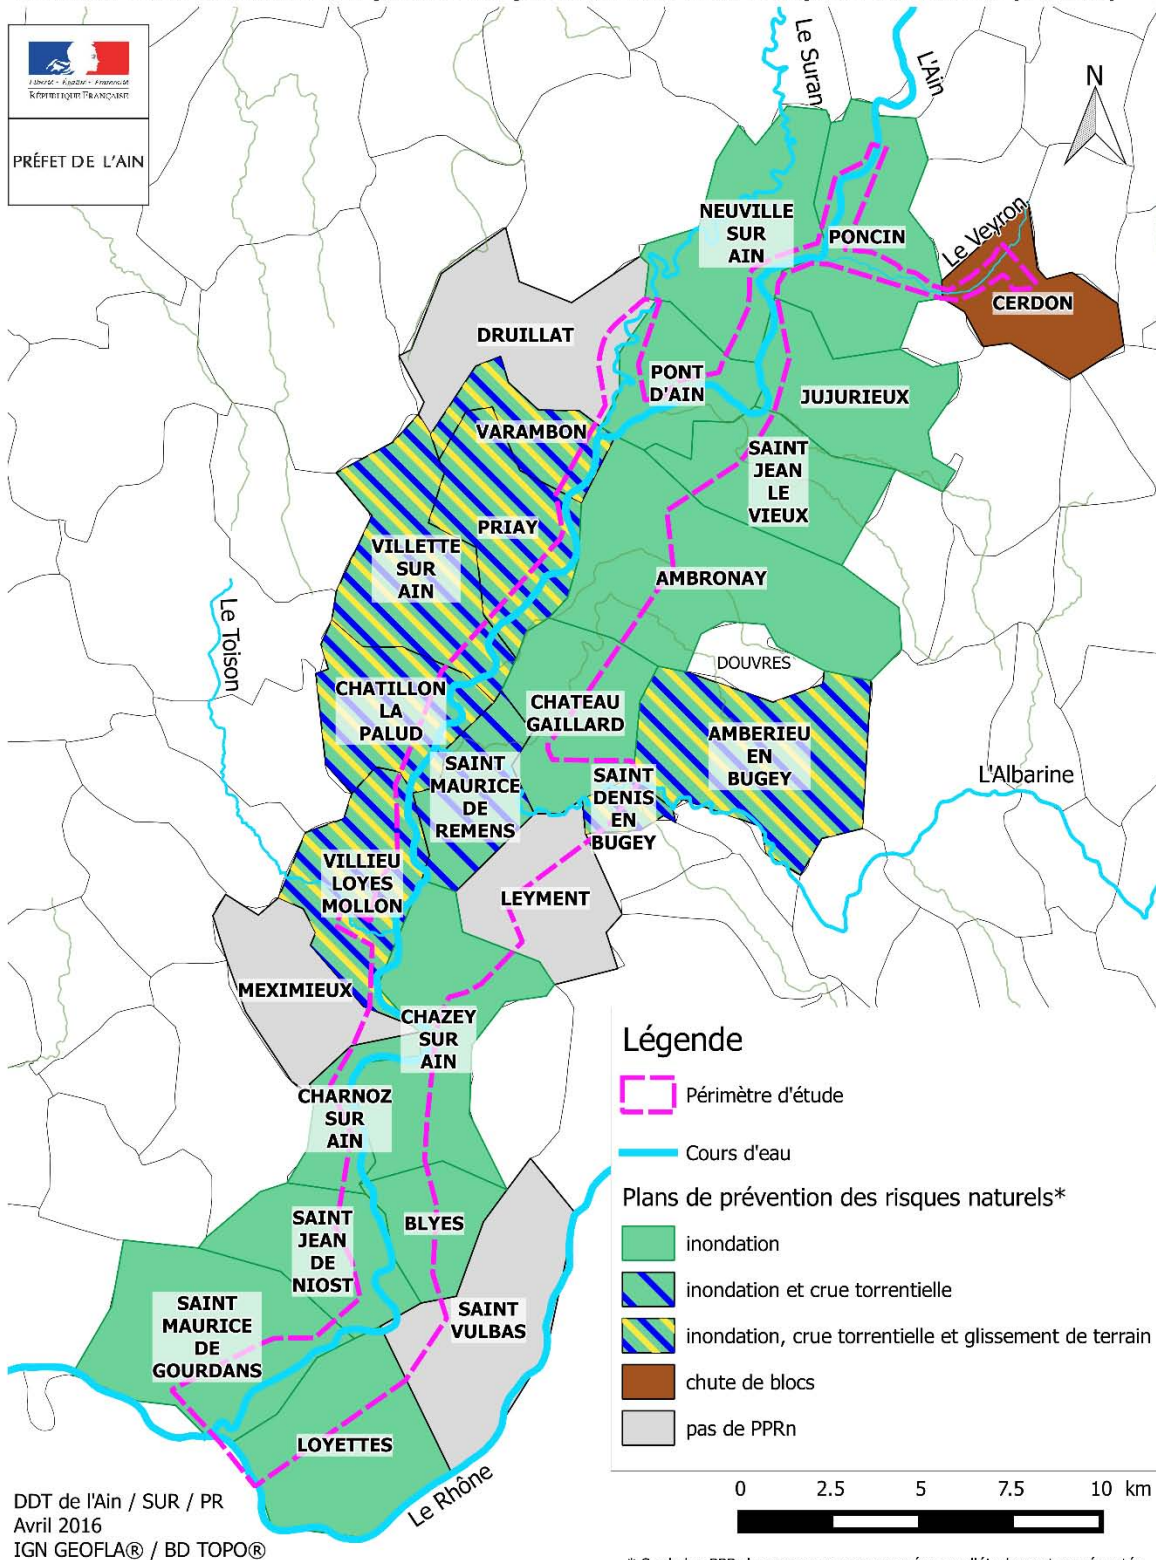 Liberté • Égalité • Fraternité
RÉPUBLIQUE FRANÇAISE
PRÉFET DE L'AIN
Le Suran
L'Ain
N
NEUVILLE
SUR
AIN
PONCIN
Le Veyron
CERDON
DRUILLAT
PONT
D'AIN
JUJURIEUX
VARAMBON
SAINT
JEAN
LE
VIEUX
PRIAY
VILLETTE
SUR
AIN
AMBRONAY
Le Toison
DOUVRES
CHATILLON
LA
PALUD
CHATEAU
GAILLARD
AMBERIEU
EN
BUGEY
SAINT
MAURICE
DE
REMENS
SAINT
DENIS
EN
BUGEY
L'Albarine
VILLIEU
LOYES
MOLLON
LEYMENT
MEXIMIEUX
CHAZEY
SUR
AIN
CHARNOZ
SUR
AIN
BLYES
SAINT
JEAN
DE
NIOST
SAINT
MAURICE
DE
GOURDANS
SAINT
VULBAS
LOYETTES
Le Rhône
Légende
Périmètre d'étude
Cours d'eau
Plans de prévention des risques naturels*
inondation
inondation et crue torrentielle
inondation, crue torrentielle et glissement de terrain
chute de blocs
pas de PPRn
0 2.5 5 7.5 10 km
DDT de l'Ain / SUR / PR
Avril 2016
IGN GEOFLA® / BD TOPO®